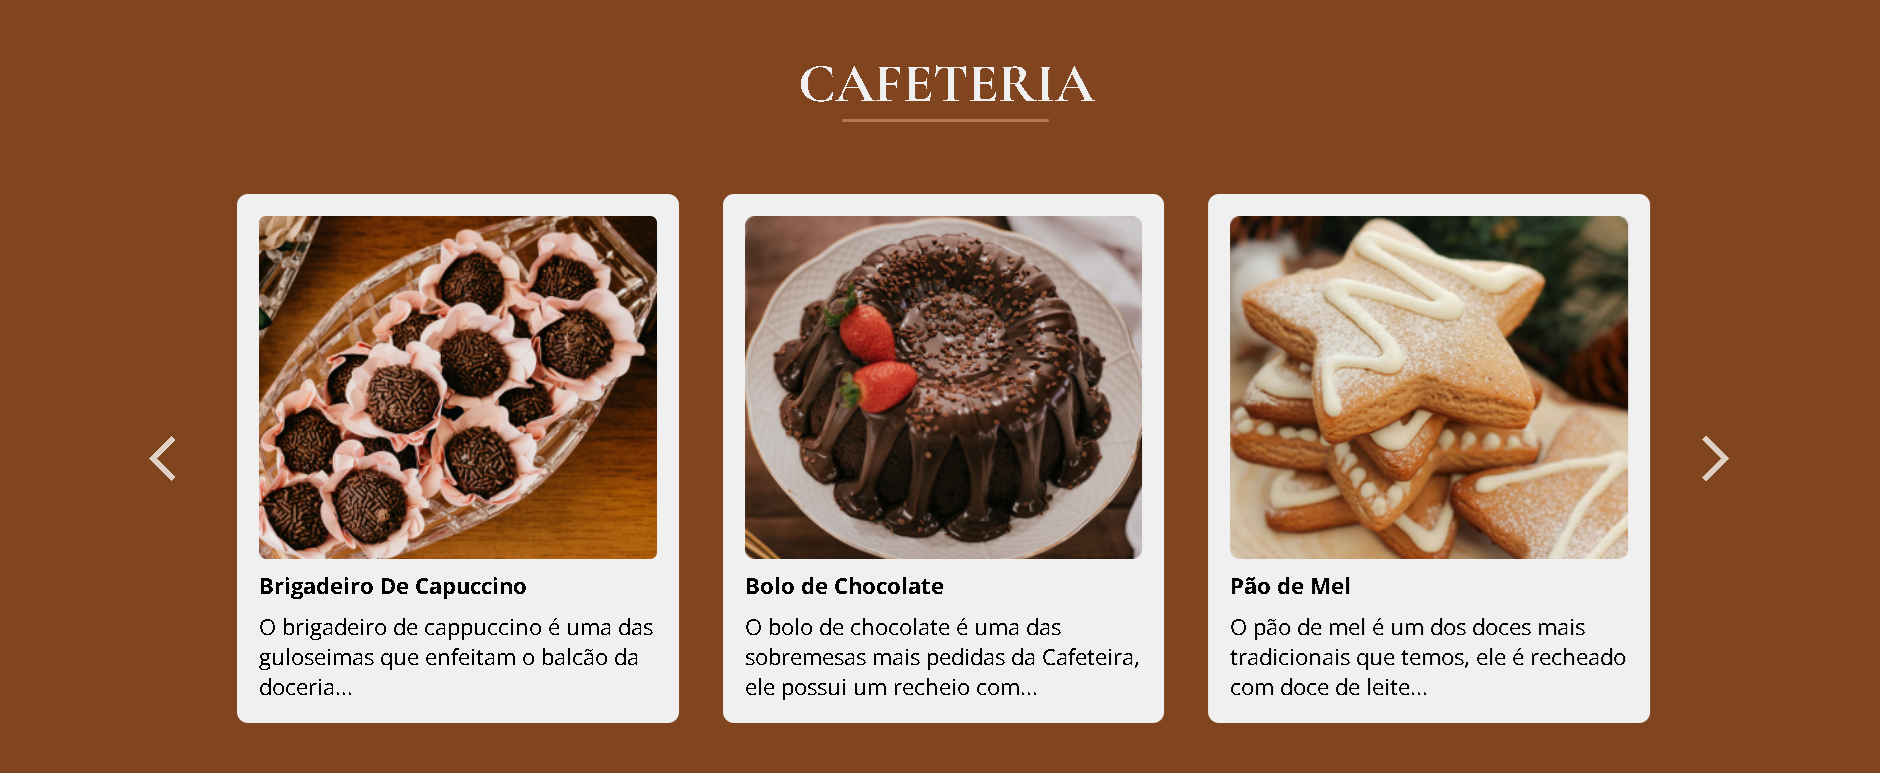 CAFETERIA
Brigadeiro De Capuccino
O brigadeiro de cappuccino é uma das
guloseimas que enfeitam o balcão da
doceria...
Bolo de Chocolate
O bolo de chocolate é uma das
sobremesas mais pedidas da Cafeteira,
ele possui um recheio com...
Pão de Mel
O pão de mel é um dos doces mais
tradicionais que temos, ele é recheado
com doce de leite...